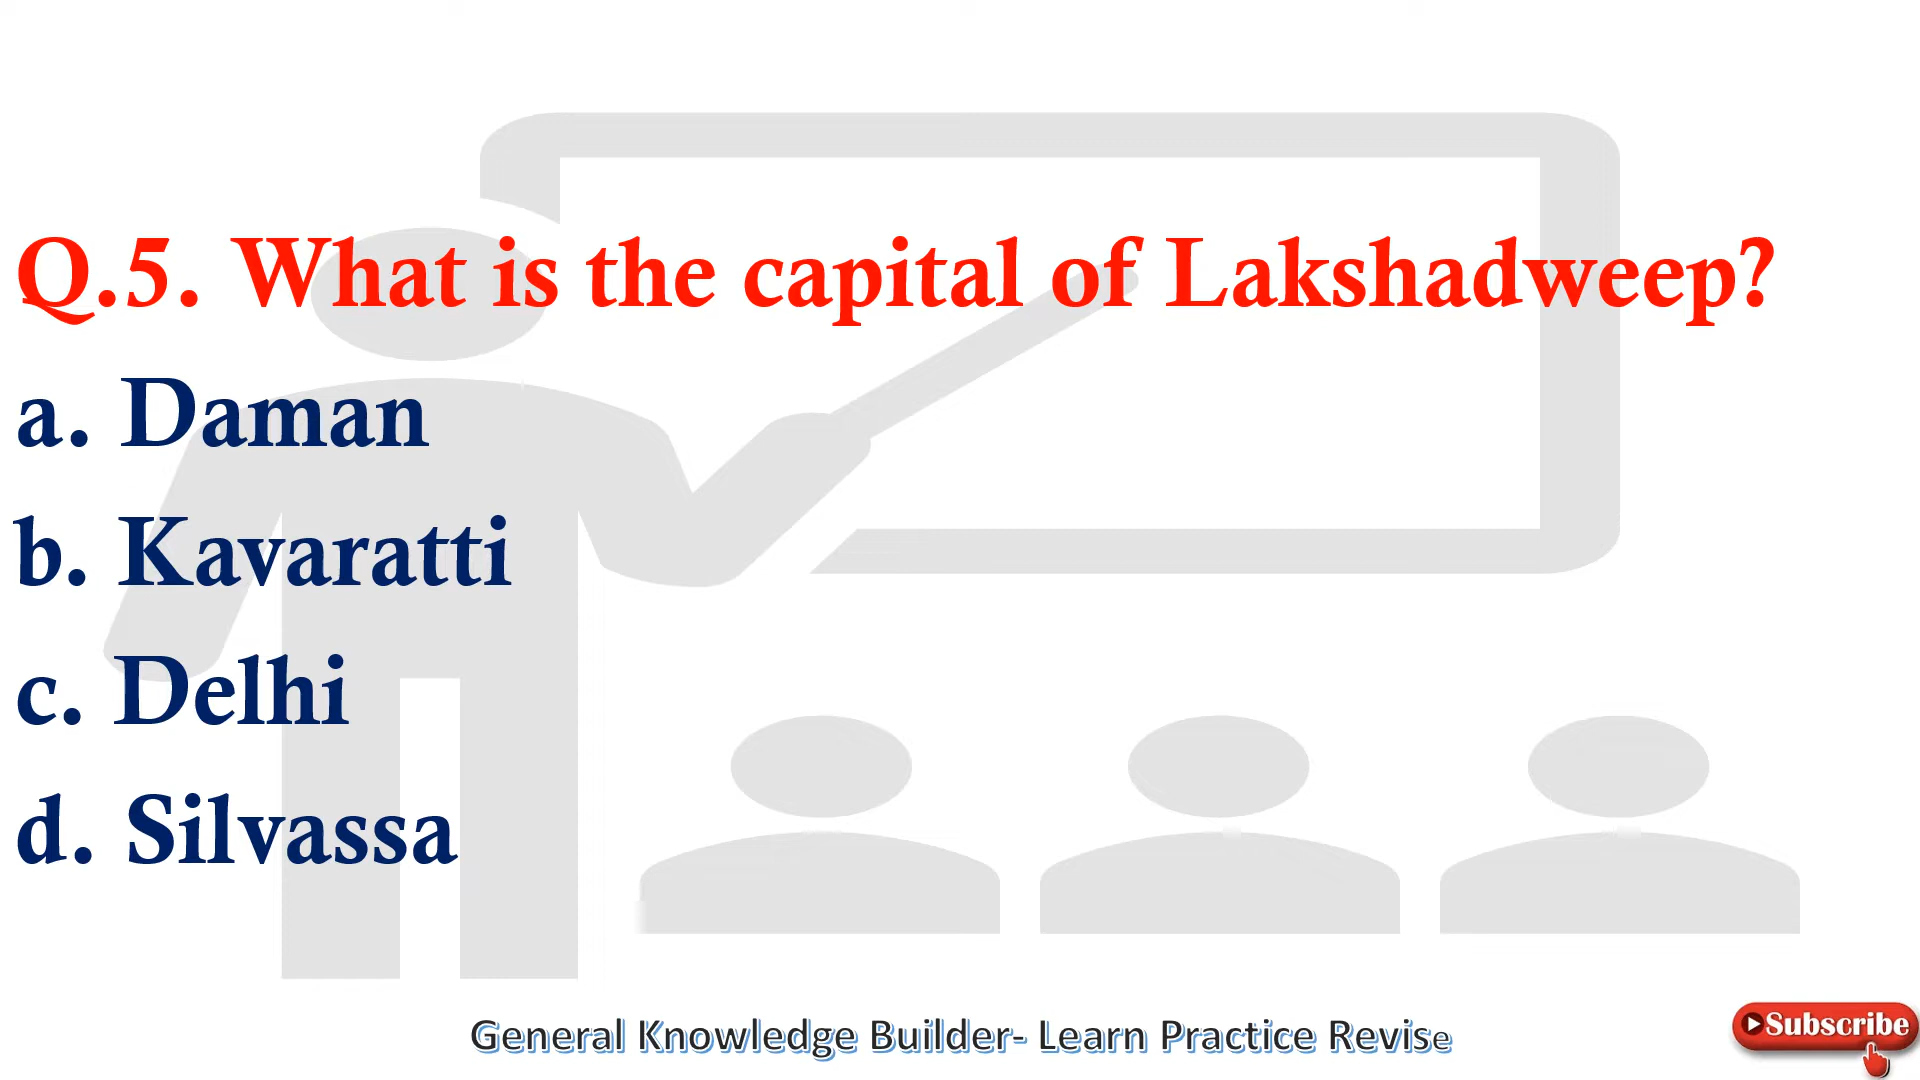 Q.5. What is the capital of Lakshadweep?
a. Daman
b. Kavaratti
c. Delhi
d. Silvassa
General Knowledge Builder- Learn Practice Revise
Subscribe